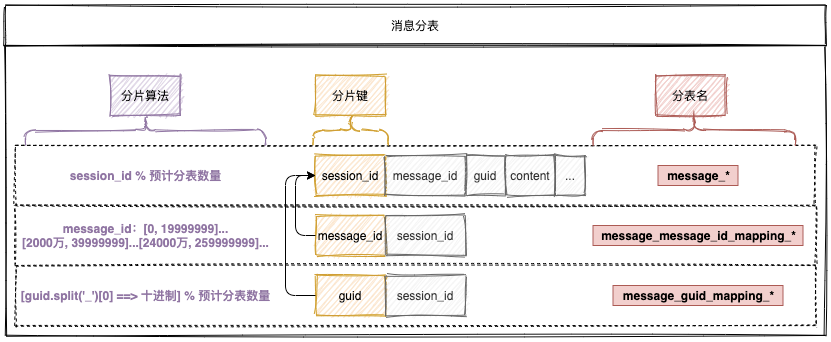 消息分表
分片算法
分片键
分表名
session_id % 预计分表数量
session_id
message_id
guid
content
...
message_*
message_id：[0, 19999999]...
[2000万, 39999999]...[24000万, 259999999]...
message_id
session_id
message_message_id_mapping_*
[guid.split('_')[0] ==> 十进制] % 预计分表数量
guid
session_id
message_guid_mapping_*